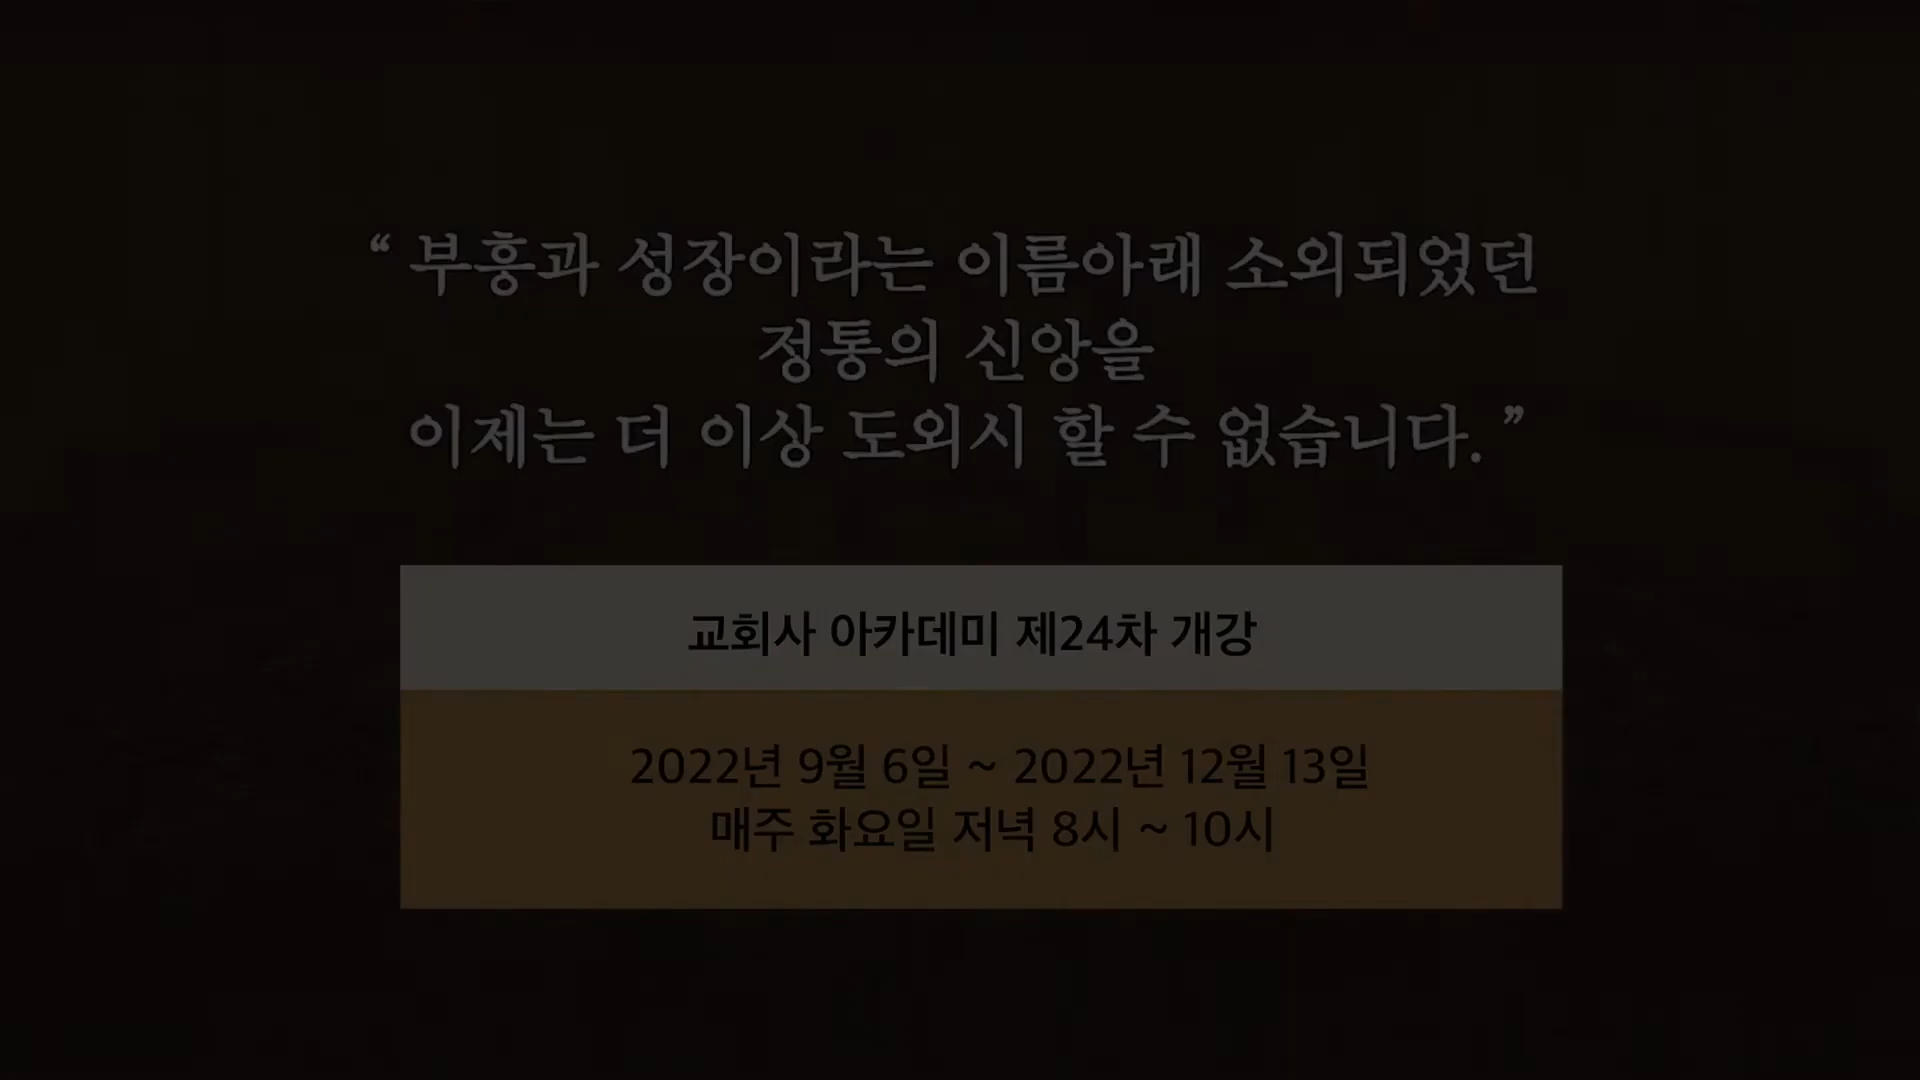 “ 부흥과 성장이라는 이름아래 소외되었던
정통의 신앙을
이제는 더 이상 도외시 할 수 없습니다. ”
교회사 아카데미 제24차 개강
2022년 9월 6일 ~ 2022년 12월 13일
매주 화요일 저녁 8시 ~ 10시